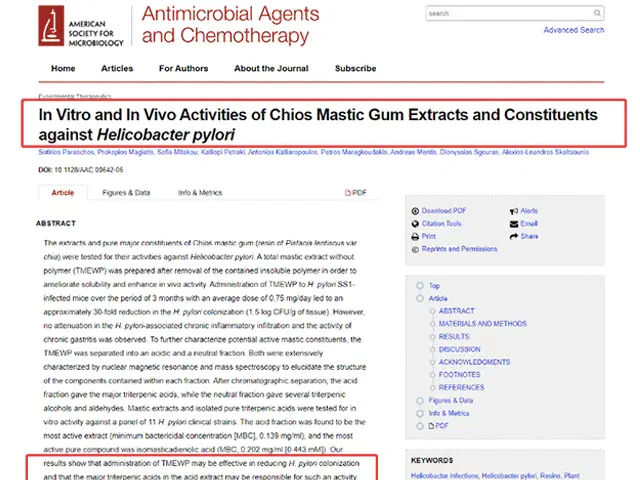 AMERICAN
SOCIETY FOR
MICROBIOLOGY
Antimicrobial Agents
and Chemotherapy
search
Advanced Search
Home Articles For Authors About the Journal Subscribe
Experimental Therapeutics
In Vitro and In Vivo Activities of Chios Mastic Gum Extracts and Constituents
against Helicobacter pylori
Sotirios Paraschos, Prokopios Magiatis, Sofia Mitakou, Kalliopi Petraki, Antonios Kalliaropoulos, Petros Maragkoudakis, Andreas Mentis, Dionyssios Sgouras, Alexios-Leandros Skaltsounis
DOI: 10.1128/AAC.00642-06
Article Figures & Data Info & Metrics PDF
ABSTRACT
The extracts and pure major constituents of Chios mastic gum (resin of Pistacia lentiscus var.
chia) were tested for their activities against Helicobacter pylori. A total mastic extract without
polymer (TMEWP) was prepared after removal of the contained insoluble polymer in order to
ameliorate solubility and enhance in vivo activity. Administration of TMEWP to H. pylori SS1-
infected mice over the period of 3 months with an average dose of 0.75 mg/day led to an
approximately 30-fold reduction in the H. pylori colonization (1.5 log CFU/g of tissue). However,
no attenuation in the H. pylori-associated chronic inflammatory infiltration and the activity of
chronic gastritis was observed. To further characterize potential active mastic constituents, the
TMEWP was separated into an acidic and a neutral fraction. Both were extensively
characterized by nuclear magnetic resonance and mass spectroscopy to elucidate the structure
of the components contained within each fraction. After chromatographic separation, the acid
fraction gave the major triterpenic acids, while the neutral fraction gave several triterpenic
alcohols and aldehydes. Mastic extracts and isolated pure triterpenic acids were tested for in
vitro activity against a panel of 11 H. pylori clinical strains. The acid fraction was found to be the
most active extract (minimum bactericidal concentration [MBC], 0.139 mg/ml), and the most
active pure compound was isomasticadienolic acid (MBC, 0.202 mg/ml [0.443 mM]). Our
results show that administration of TMEWP may be effective in reducing H. pylori colonization
and that the major triterpenic acids in the acid extract may be responsible for such an activity.
Download PDF Alerts
Citation Tools Email
Print Share
Reprints and Permissions
Top
Article
ABSTRACT
MATERIALS AND METHODS
RESULTS
DISCUSSION
ACKNOWLEDGMENTS
FOOTNOTES
REFERENCES
Figures & Data
Info & Metrics
PDF
KEYWORDS
Helicobacter Infections, Helicobacter pylori, Resins, Plant